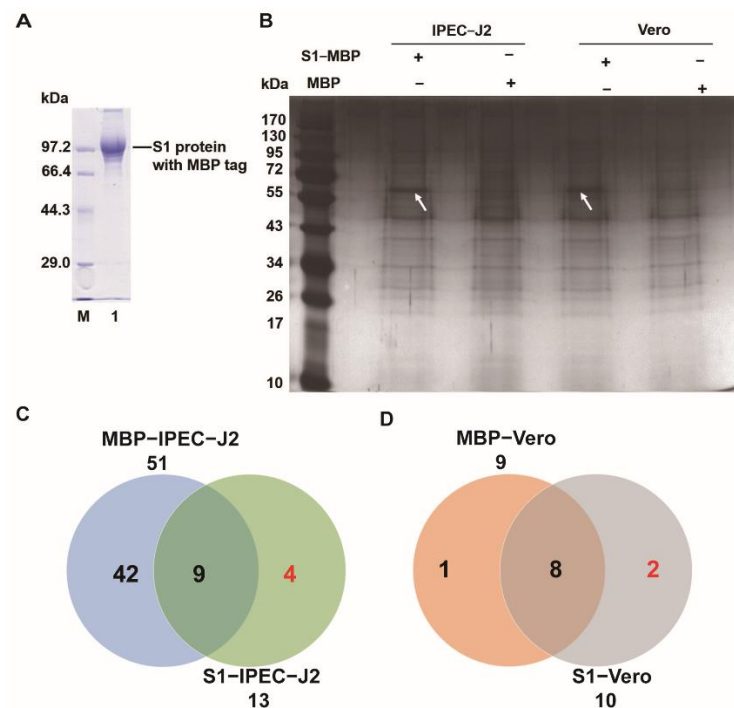 A
kDa
97.2
66.4
44.3
29.0
S1 protein
with MBP tag
M 1
B
IPEC–J2 Vero
S1–MBP + – + –
kDa MBP – + – +
170
130
95
72
55
43
34
26
17
10
C
MBP–IPEC–J2
51
42 9 4
S1–IPEC–J2
13
D
MBP–Vero
9
1 8 2
S1–Vero
10